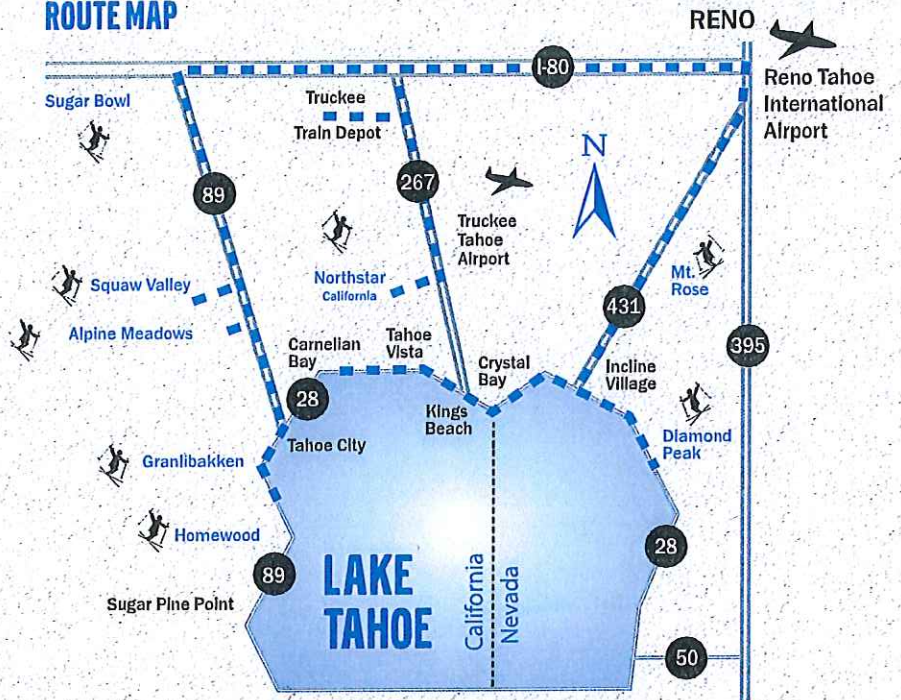 ROUTE MAP
RENO
I-80
Reno Tahoe
International
Airport
Sugar Bowl
Truckee
Train Depot
N
89
267
Truckee
Tahoe
Airport
Mt.
Rose
Squaw Valley
Northstar
California
431
Alpine Meadows
395
Carnelian
Bay
Tahoe
Vista
Crystal
Bay
Incline
Village
28
Kings
Beach
Tahoe City
Diamond
Peak
Granlibakken
Homewood
28
89
LAKE
TAHOE
California
Nevada
Sugar Pine Point
50